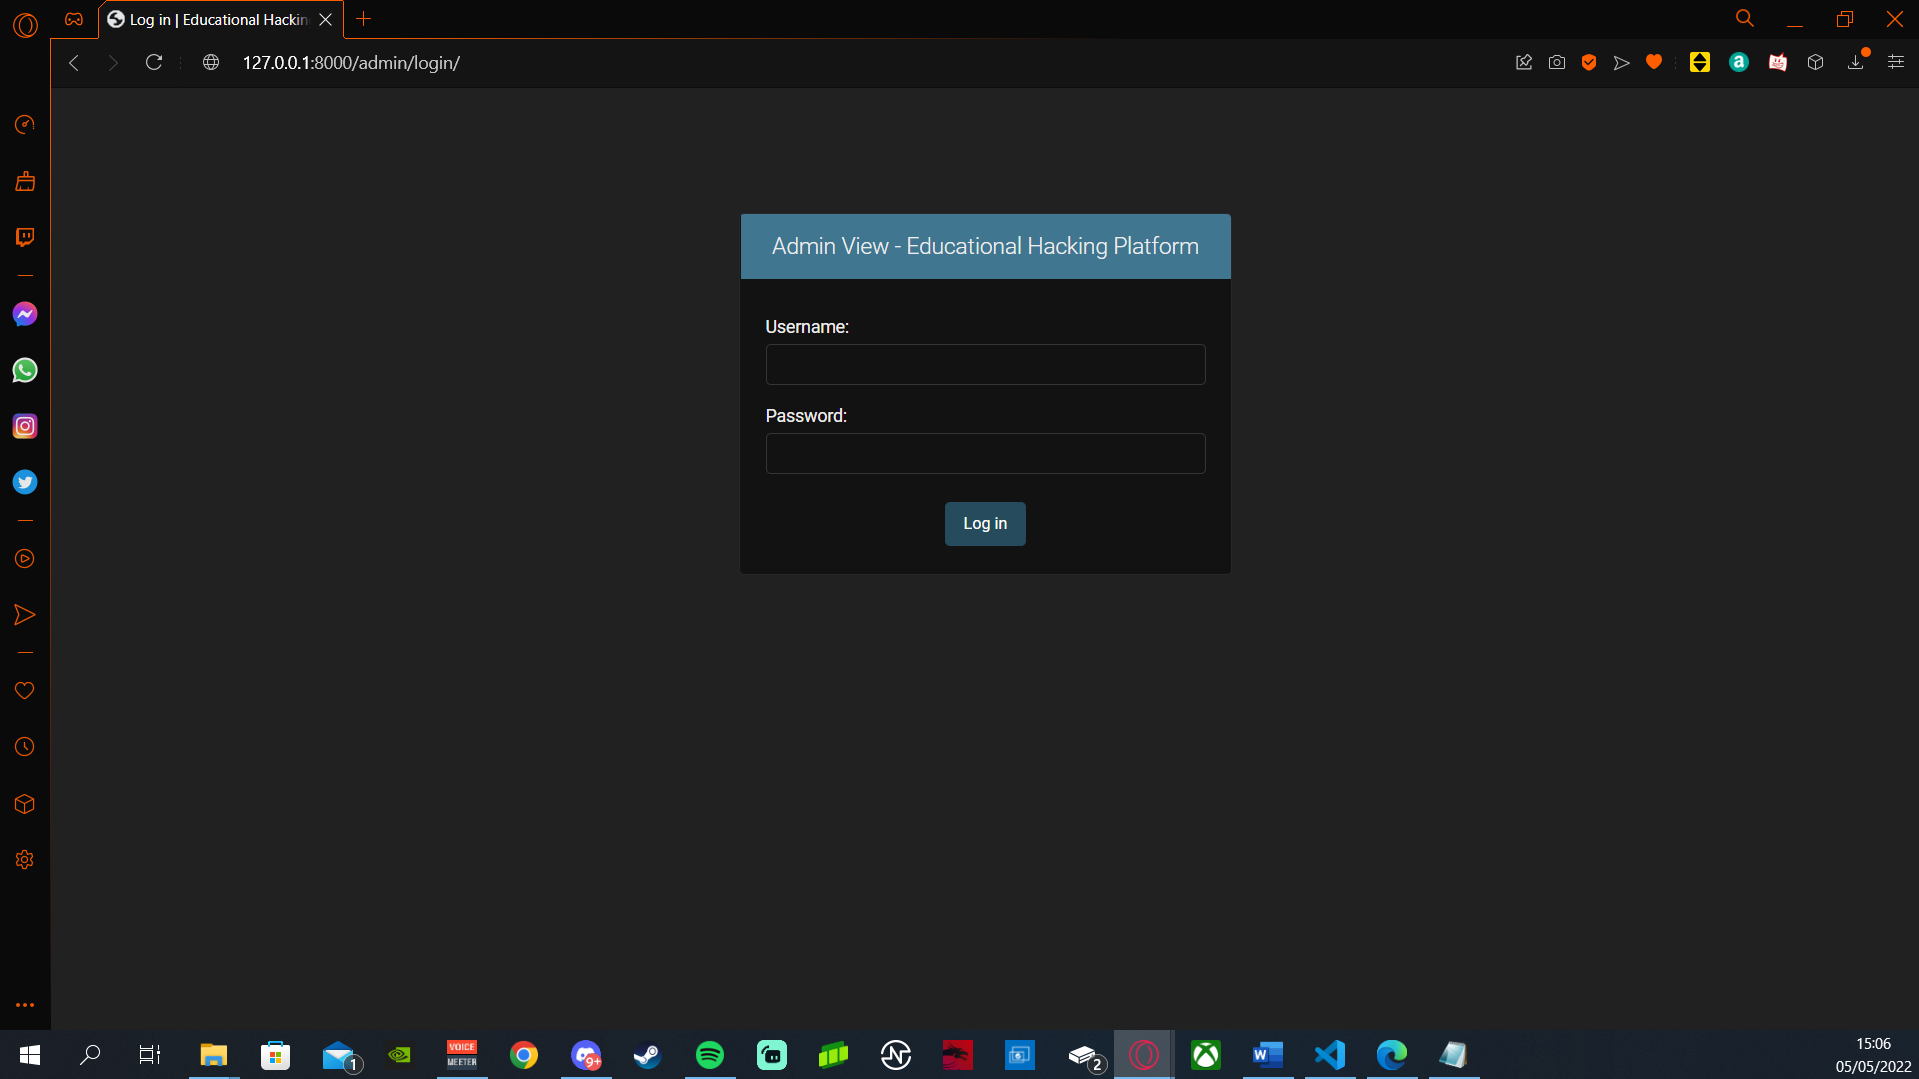 Log in | Educational Hackin
127.0.0.1:8000/admin/login/
a
Admin View - Educational Hacking Platform
Username:
Password:
Log in
1
VOICE
MEETER
9+
N
2
W
15:06
05/05/2022